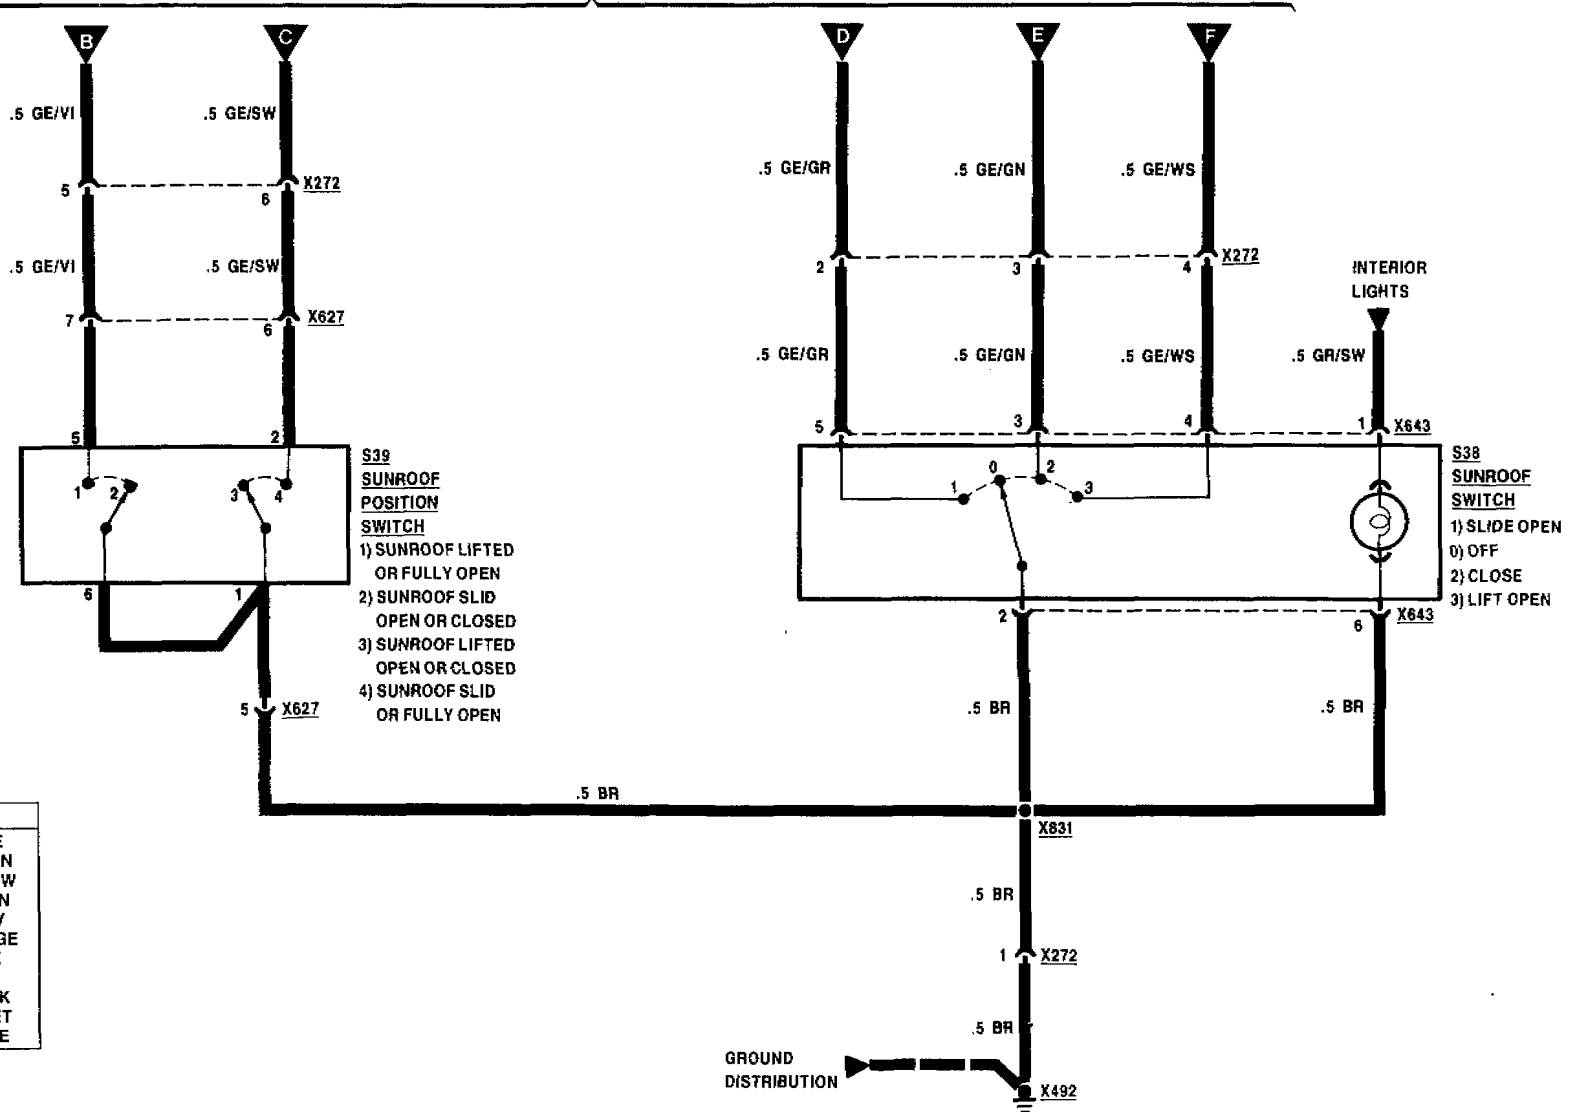 B
C
D
E
F
.5 GE/VI
.5 GE/SW
.5 GE/GR
.5 GE/GN
.5 GE/WS
5
6
X272
2
3
4
X272
INTERIOR
LIGHTS
.5 GE/VI
.5 GE/SW
7
6
X627
.5 GE/GR
.5 GE/GN
.5 GE/WS
.5 GR/SW
5
3
4
1
X643
5
2
1
2
3
4
S39
SUNROOF
POSITION
SWITCH
1) SUNROOF LIFTED
OR FULLY OPEN
2) SUNROOF SLID
OPEN OR CLOSED
3) SUNROOF LIFTED
OPEN OR CLOSED
4) SUNROOF SLID
OR FULLY OPEN
6
1
5
X627
1
0
2
3
S38
SUNROOF
SWITCH
1) SLIDE OPEN
0) OFF
2) CLOSE
3) LIFT OPEN
2
6
X643
.5 BR
.5 BR
.5 BR
X831
.5 BR
1
X272
.5 BR
GROUND
DISTRIBUTION
X492
E
N
W
N
GE
K
ET
E